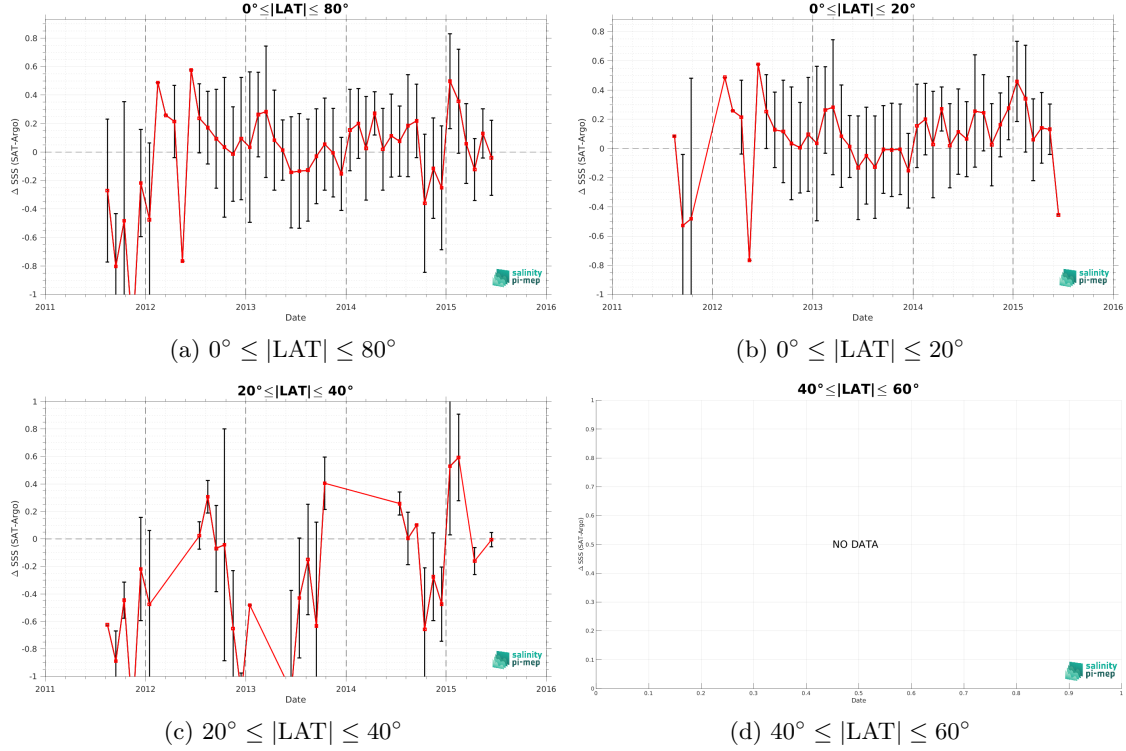 0°≤|LAT|≤ 80°
Δ SSS (SAT-Argo)
0.8
0.6
0.4
0.2
0
-0.2
-0.4
-0.6
-0.8
-1
2011 2012 2013 2014 2015 2016
Date
salinity
pi-mep
(a) 0° ≤ |LAT| ≤ 80°
0°≤|LAT|≤ 20°
Δ SSS (SAT-Argo)
0.8
0.6
0.4
0.2
0
-0.2
-0.4
-0.6
-0.8
-1
2011 2012 2013 2014 2015 2016
Date
salinity
pi-mep
(b) 0° ≤ |LAT| ≤ 20°
20°≤|LAT|≤ 40°
Δ SSS (SAT-Argo)
1
0.8
0.6
0.4
0.2
0
-0.2
-0.4
-0.6
-0.8
-1
2011 2012 2013 2014 2015 2016
Date
salinity
pi-mep
(c) 20° ≤ |LAT| ≤ 40°
40°≤|LAT|≤ 60°
Δ SSS (SAT-Argo)
1
0.9
0.8
0.7
0.6
0.5
0.4
0.3
0.2
0.1
0
NO DATA
0 0.1 0.2 0.3 0.4 0.5 0.6 0.7 0.8 0.9 1
Date
salinity
pi-mep
(d) 40° ≤ |LAT| ≤ 60°